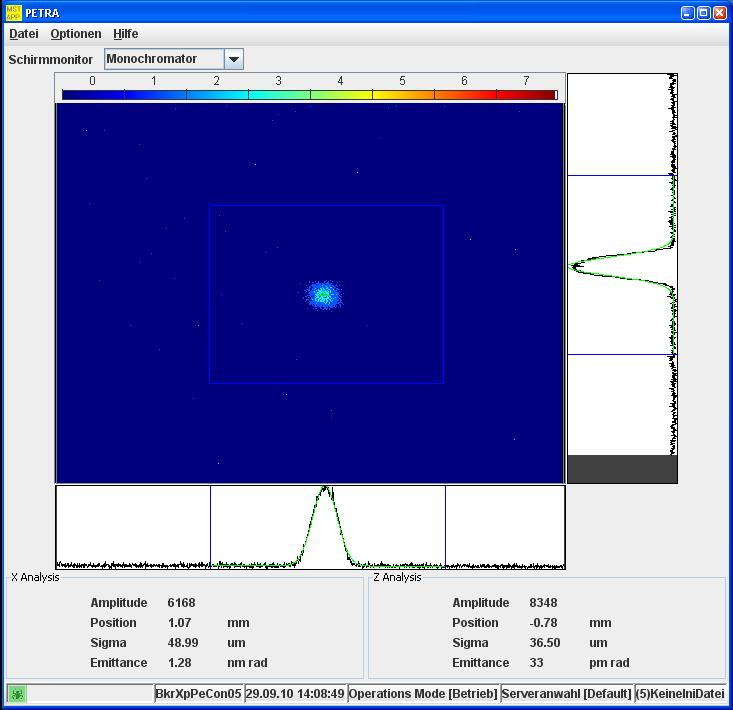 MST APP PETRA
Datei Optionen Hilfe
Schirmmonitor Monochromator
0 1 2 3 4 5 6 7
X Analysis
Amplitude 6168
Position 1.07 mm
Sigma 48.99 um
Emittance 1.28 nm rad
Z Analysis
Amplitude 8348
Position -0.78 mm
Sigma 36.50 um
Emittance 33 pm rad
BkrXpPeCon05 29.09.10 14:08:49 Operations Mode [Betrieb] Serveranwahl [Default] (5)KeineIniDatei